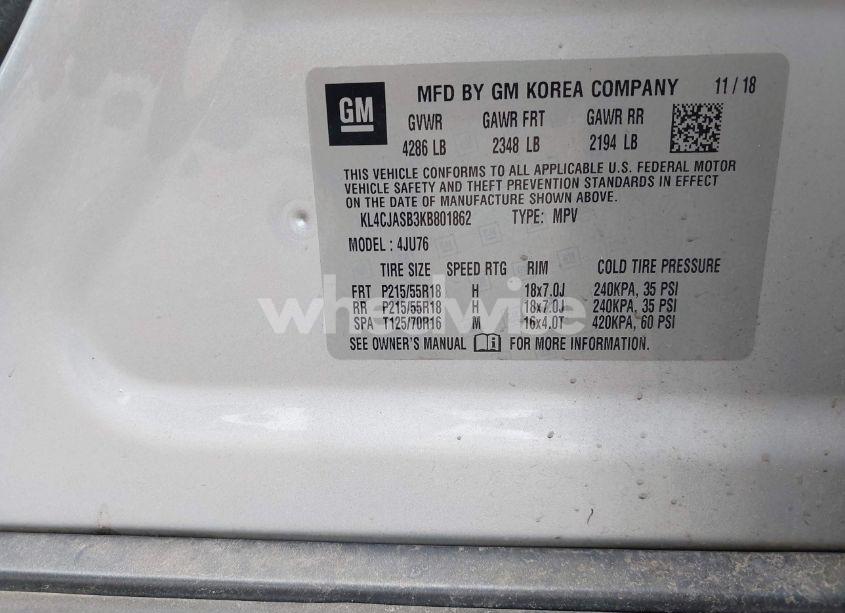 GM MFD BY GM KOREA COMPANY 11/18
GVWR GAWR FRT GAWR RR
4286 LB 2348 LB 2194 LB
THIS VEHICLE CONFORMS TO ALL APPLICABLE U.S. FEDERAL MOTOR
VEHICLE SAFETY AND THEFT PREVENTION STANDARDS IN EFFECT
ON THE DATE OF MANUFACTURE SHOWN ABOVE.
KL4CJASB3KB801862 TYPE: MPV
MODEL : 4JU76
TIRE SIZE SPEED RTG RIM COLD TIRE PRESSURE
FRT P215/55R18 H 18x7.0J 240KPA, 35 PSI
RR P215/55R18 H 18x7.0J 240KPA, 35 PSI
SPA T125/70R16 M 16x4.0T 420KPA, 60 PSI
SEE OWNER'S MANUAL FOR MORE INFORMATION.
wheelwise